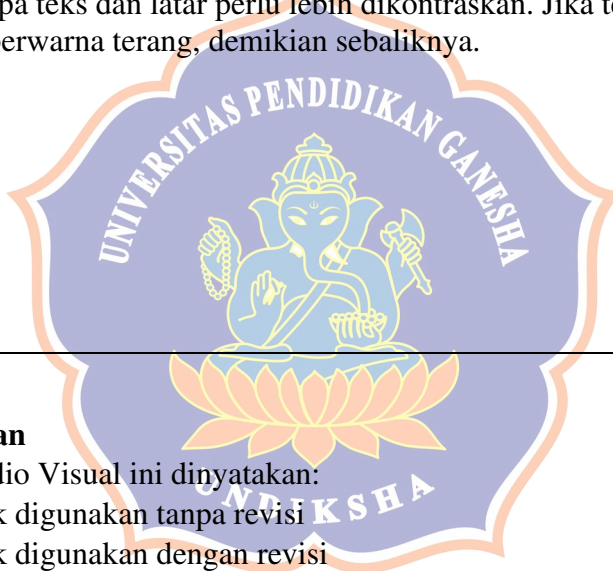 pa teks dan latar perlu lebih dikontraskan. Jika te
berwarna terang, demikian sebaliknya.
UNIVERSITAS PENDIDIKAN GANESHA
an
dio Visual ini dinyatakan:
UNDIKSHA
k digunakan tanpa revisi
k digunakan dengan revisi